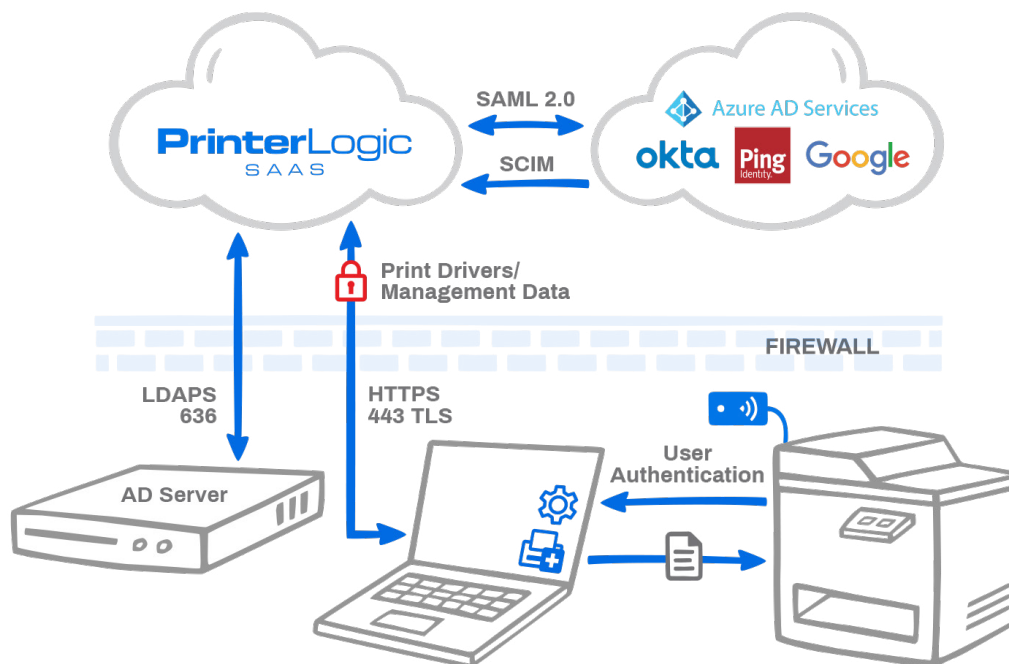 SAML 2.0
Azure AD Services
PrinterLogic
SAAS
okta
Ping
Identity.
Google
SCIM
Print Drivers/
Management Data
FIREWALL
LDAPS
636
HTTPS
443 TLS
User
Authentication
AD Server